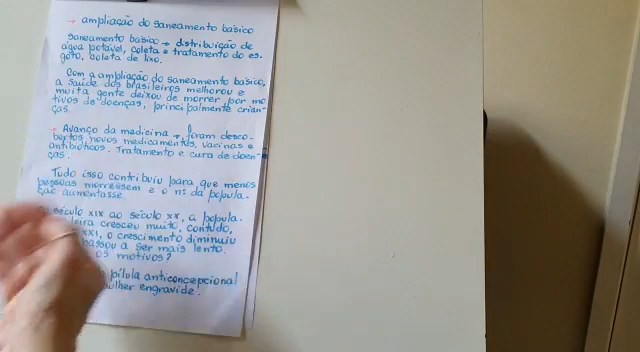 → ampliação do saneamento básico
saneamento básico → distribuição de
água potável, coleta e tratamento do es-
goto, coleta de lixo.
Com a ampliação do saneamento básico,
a saúde dos brasileiros melhorou e
muita gente deixou de morrer por mo
tivos de doenças, principalmente crian-
ças.
→ Avanço da medicina → foram desco-
bertos novos medicamentos, vacinas e
antibióticos. Tratamento e cura de doen-
ças.
Tudo isso contribuiu para que menos
pessoas morressem e o nº da popula-
ção aumentasse.
século XIX ao século XX, a popula-
leira cresceu muito, contudo,
XXI, o crescimento diminuiu
passou a ser mais lento.
os motivos?
pílula anticoncepcional
mulher engravide.